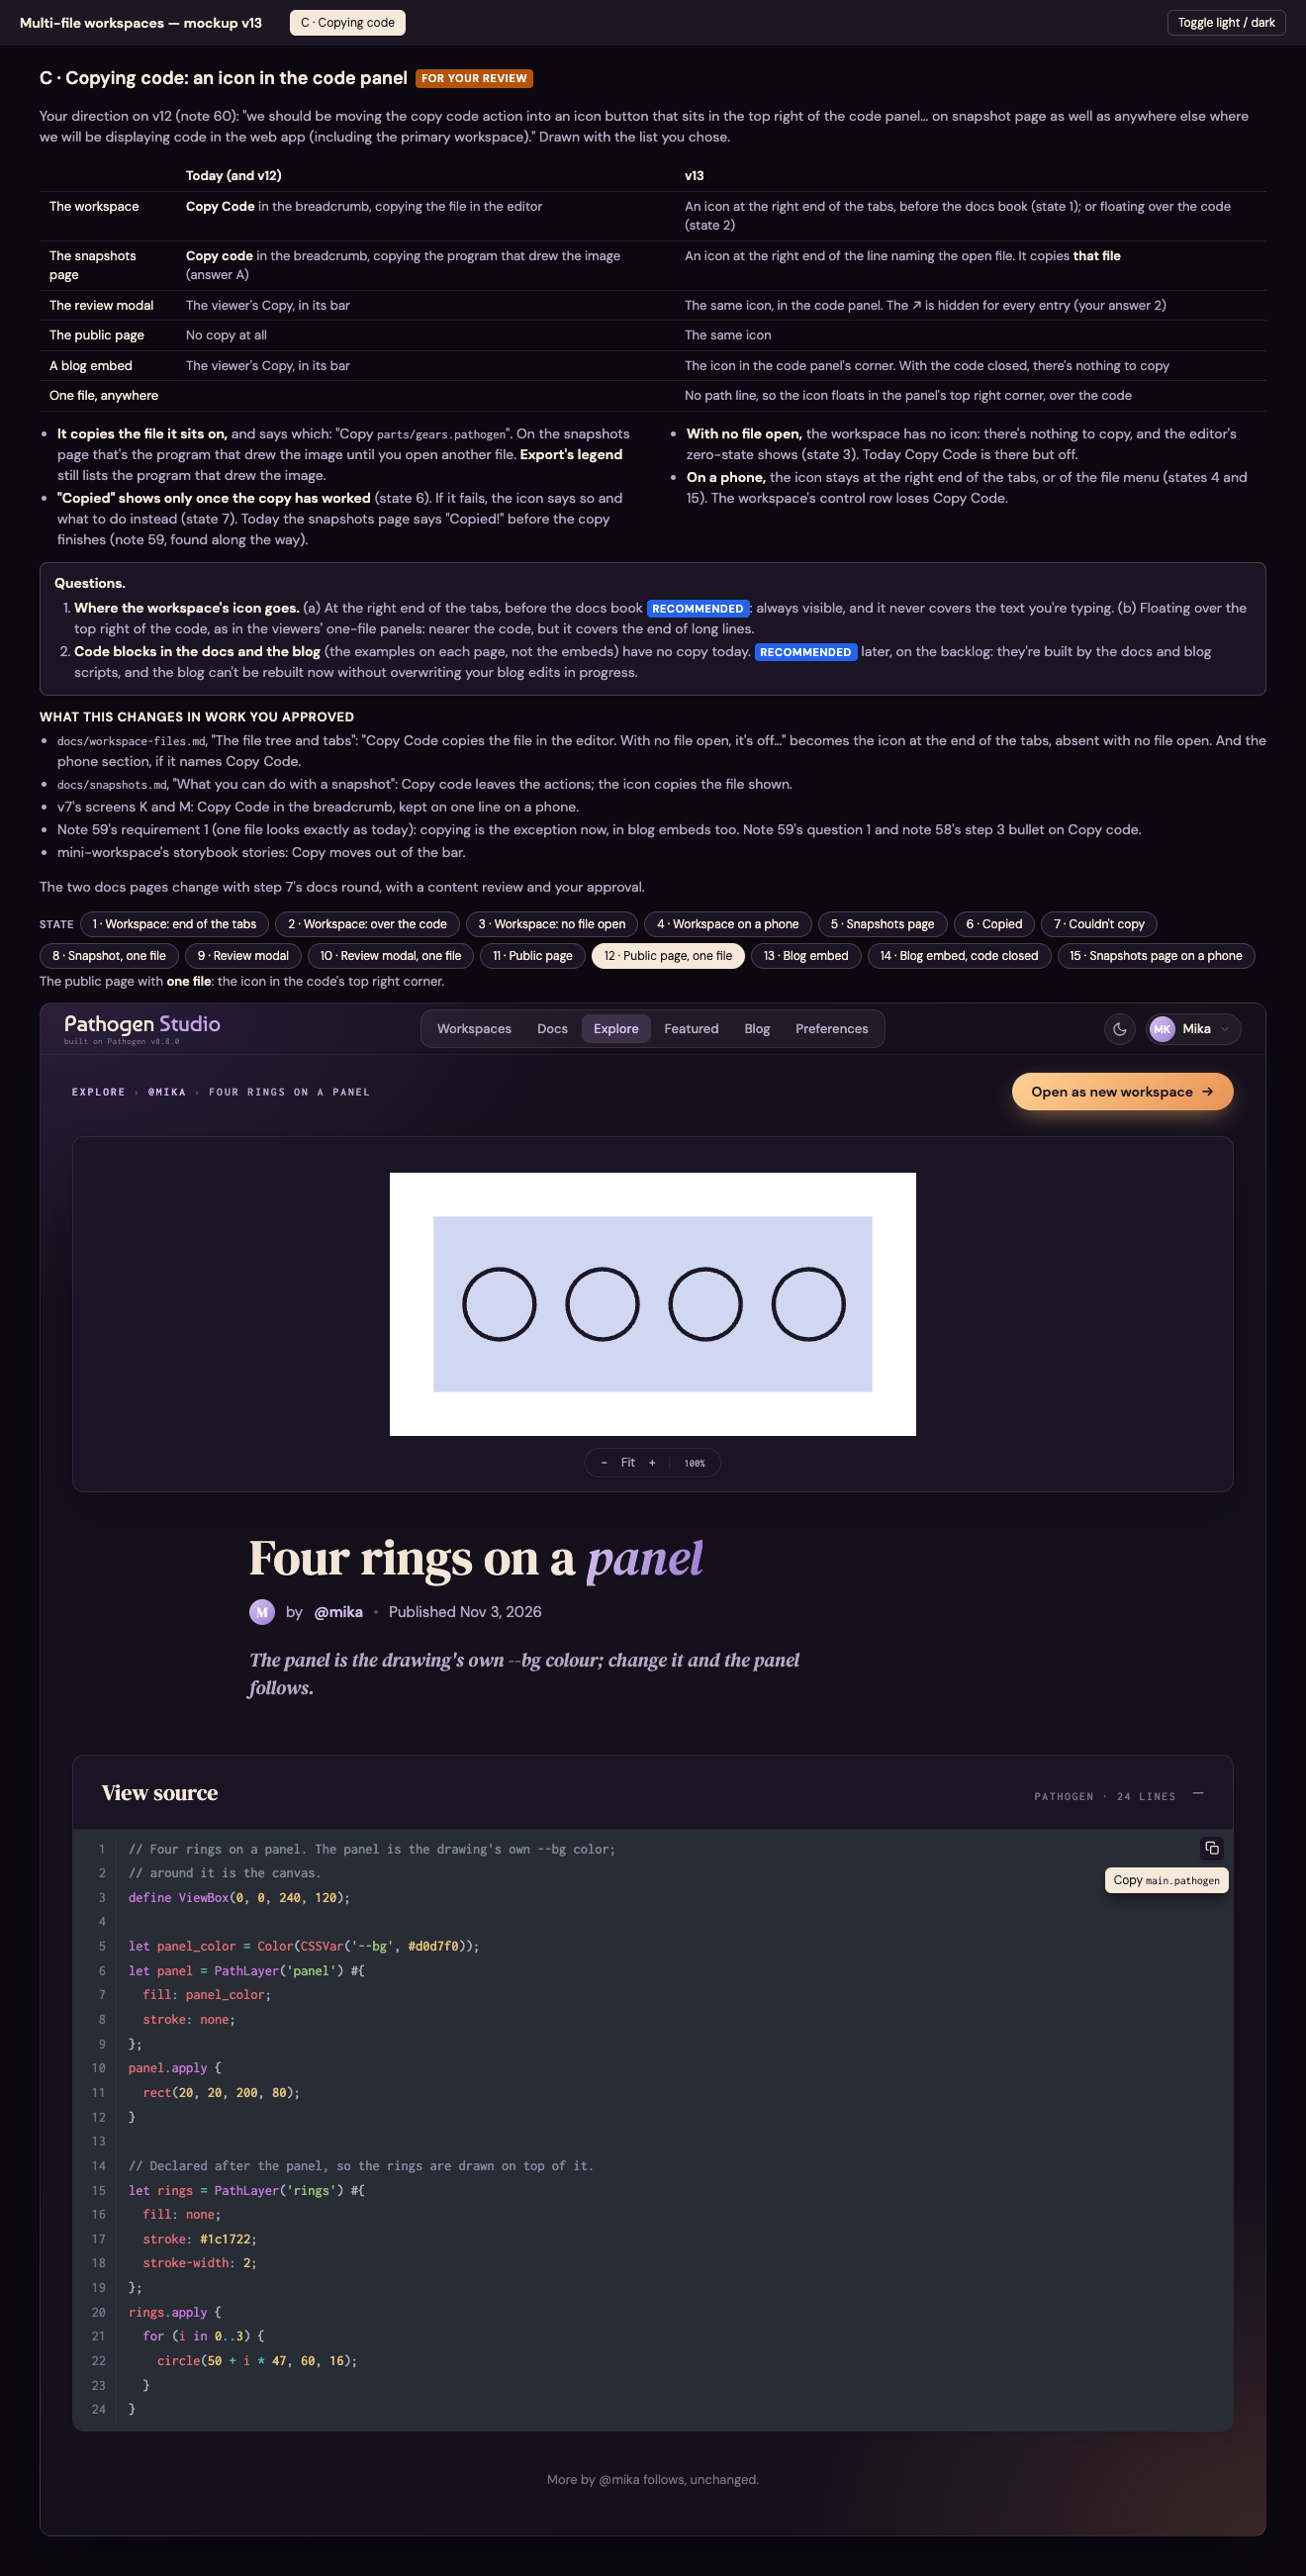 Multi-file workspaces — mockup v13
C · Copying code
Toggle light / dark
C · Copying code: an icon in the code panel FOR YOUR REVIEW
Your direction on v12 (note 60): "we should be moving the copy code action into an icon button that sits in the top right of the code panel… on snapshot page as well as anywhere else where
we will be displaying code in the web app (including the primary workspace)." Drawn with the list you chose.
Today (and v12) v13
The workspace Copy Code in the breadcrumb, copying the file in the editor An icon at the right end of the tabs, before the docs book (state 1); or floating over the code
(state 2)
The snapshots Copy code in the breadcrumb, copying the program that drew the image An icon at the right end of the line naming the open file. It copies that file
page (answer A)
The review modal The viewer's Copy, in its bar The same icon, in the code panel. The ↗ is hidden for every entry (your answer 2)
The public page No copy at all The same icon
A blog embed The viewer's Copy, in its bar The icon in the code panel's corner. With the code closed, there's nothing to copy
One file, anywhere No path line, so the icon floats in the panel's top right corner, over the code
• It copies the file it sits on, and says which: "Copy parts/gears.pathogen". On the snapshots
page that's the program that drew the image until you open another file. Export's legend
still lists the program that drew the image.
• "Copied" shows only once the copy has worked (state 6). If it fails, the icon says so and
what to do instead (state 7). Today the snapshots page says "Copied!" before the copy
finishes (note 59, found along the way).
• With no file open, the workspace has no icon: there's nothing to copy, and the editor's
zero-state shows (state 3). Today Copy Code is there but off.
• On a phone, the icon stays at the right end of the tabs, or of the file menu (states 4 and
15). The workspace's control row loses Copy Code.
Questions.
1. Where the workspace's icon goes. (a) At the right end of the tabs, before the docs book RECOMMENDED: always visible, and it never covers the text you're typing. (b) Floating over the
top right of the code, as in the viewers' one-file panels: nearer the code, but it covers the end of long lines.
2. Code blocks in the docs and the blog (the examples on each page, not the embeds) have no copy today. RECOMMENDED later, on the backlog: they're built by the docs and blog
scripts, and the blog can't be rebuilt now without overwriting your blog edits in progress.
WHAT THIS CHANGES IN WORK YOU APPROVED
• docs/workspace-files.md, "The file tree and tabs": "Copy Code copies the file in the editor. With no file open, it's off…" becomes the icon at the end of the tabs, absent with no file open. And the
phone section, if it names Copy Code.
• docs/snapshots.md, "What you can do with a snapshot": Copy code leaves the actions; the icon copies the file shown.
• v7's screens K and M: Copy Code in the breadcrumb, kept on one line on a phone.
• Note 59's requirement 1 (one file looks exactly as today): copying is the exception now, in blog embeds too. Note 59's question 1 and note 58's step 3 bullet on Copy code.
• mini-workspace's storybook stories: Copy moves out of the bar.
The two docs pages change with step 7's docs round, with a content review and your approval.
STATE 1 · Workspace: end of the tabs 2 · Workspace: over the code 3 · Workspace: no file open 4 · Workspace on a phone 5 · Snapshots page 6 · Copied 7 · Couldn't copy
8 · Snapshot, one file 9 · Review modal 10 · Review modal, one file 11 · Public page 12 · Public page, one file 13 · Blog embed 14 · Blog embed, code closed 15 · Snapshots page on a phone
The public page with one file: the icon in the code's top right corner.
Pathogen Studio
built on Pathogen v0.8.0
Workspaces Docs Explore Featured Blog Preferences
MK Mika
EXPLORE › @MIKA › FOUR RINGS ON A PANEL
Open as new workspace →
− Fit + 100%
Four rings on a panel
M by @mika • Published Nov 3, 2026
The panel is the drawing's own --bg colour; change it and the panel
follows.
View source
PATHOGEN · 24 LINES —
1 // Four rings on a panel. The panel is the drawing's own --bg color;
2 // around it is the canvas.
Copy main.pathogen
3 define ViewBox(0, 0, 240, 120);
4
5 let panel_color = Color(CSSVar('--bg', #d0d7f0));
6 let panel = PathLayer('panel') #{
7 fill: panel_color;
8 stroke: none;
9 };
10 panel.apply {
11 rect(20, 20, 200, 80);
12 }
13
14 // Declared after the panel, so the rings are drawn on top of it.
15 let rings = PathLayer('rings') #{
16 fill: none;
17 stroke: #1c1722;
18 stroke-width: 2;
19 };
20 rings.apply {
21 for (i in 0..3) {
22 circle(50 + i * 47, 60, 16);
23 }
24 }
More by @mika follows, unchanged.